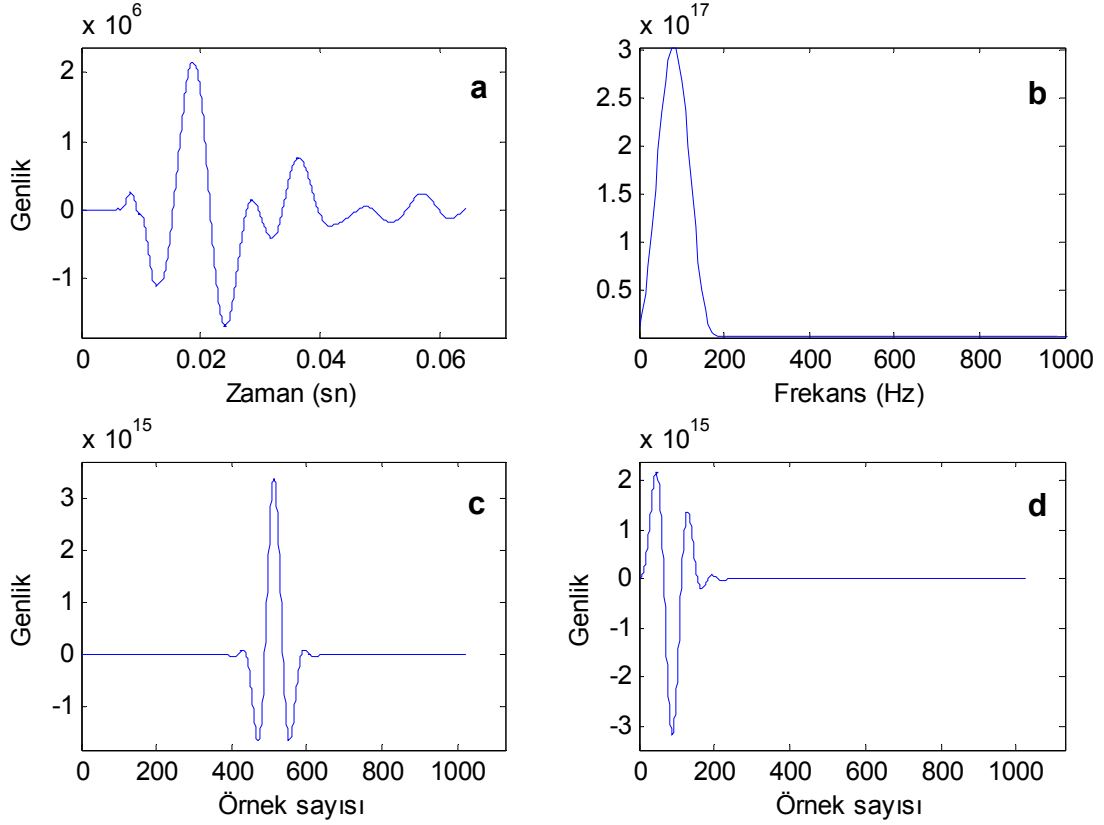 x 10^6
a
Genlik
2
1
0
-1
0 0.02 0.04 0.06
Zaman (sn)
x 10^17
b
3
2.5
2
1.5
1
0.5
0 200 400 600 800 1000
Frekans (Hz)
x 10^15
c
Genlik
3
2
1
0
-1
0 200 400 600 800 1000
Örnek sayısı
x 10^15
d
Genlik
2
1
0
-1
-2
-3
0 200 400 600 800 1000
Örnek sayısı